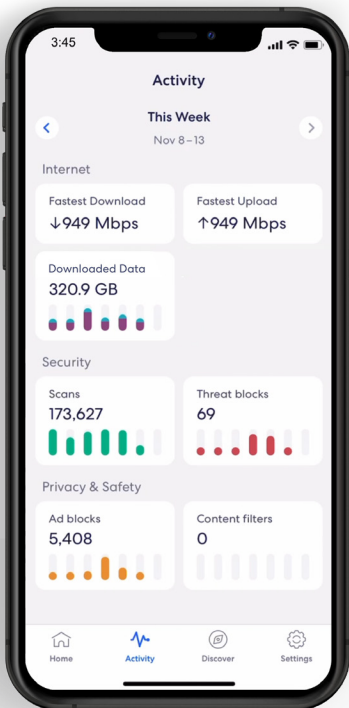 3:45
Activity
This Week
Nov 8–13
Internet
Fastest Download
↓949 Mbps
Fastest Upload
↑949 Mbps
Downloaded Data
320.9 GB
Security
Scans
173,627
Threat blocks
69
Privacy & Safety
Ad blocks
5,408
Content filters
0
Home
Activity
Discover
Settings